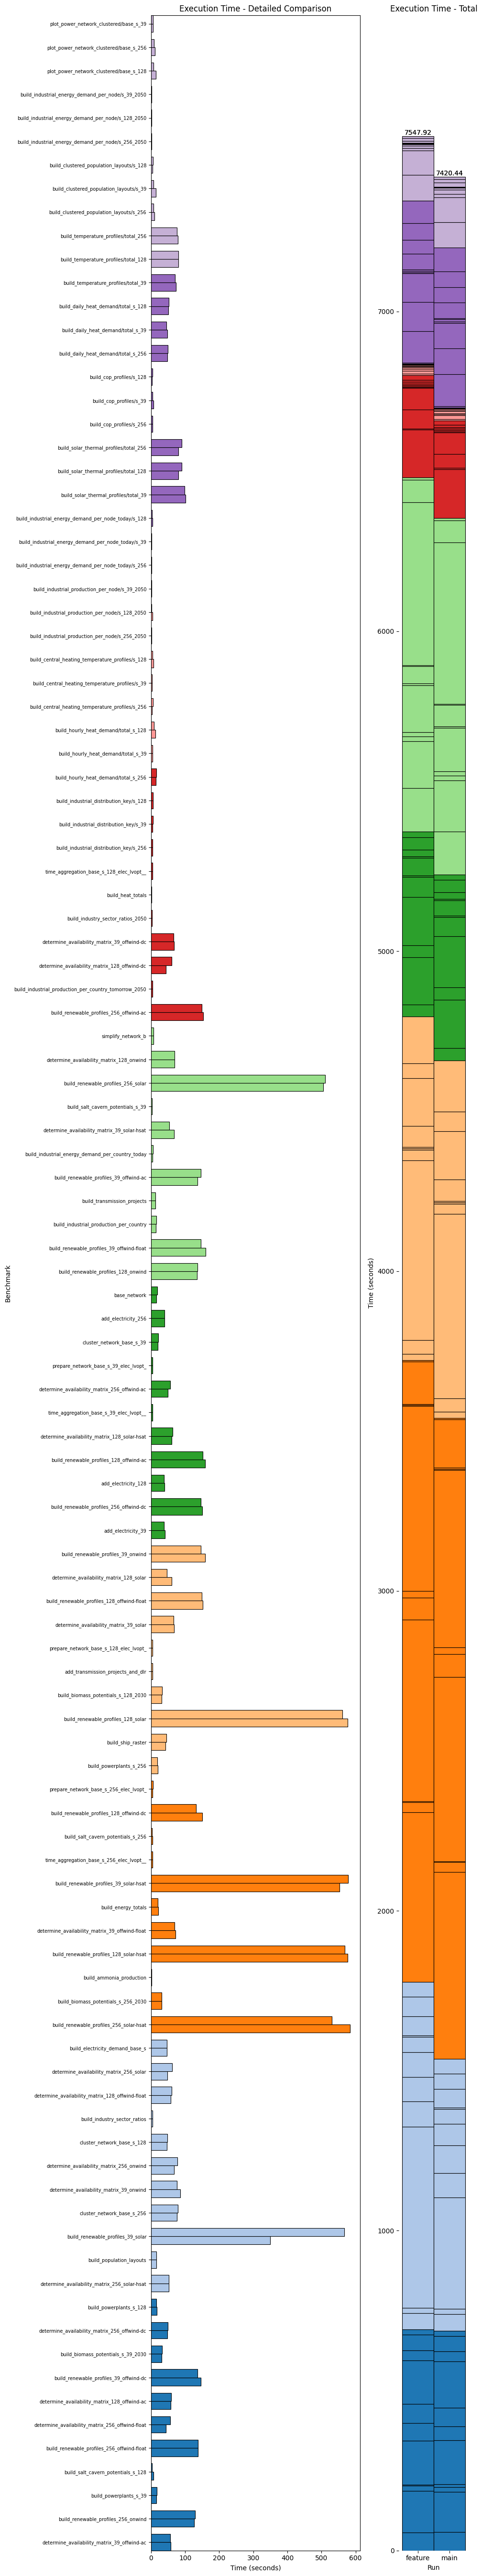 Execution Time - Detailed Comparison
Execution Time - Total
plot_power_network_clustered/base_s_39
plot_power_network_clustered/base_s_256
plot_power_network_clustered/base_s_128
build_industrial_energy_demand_per_node/s_39_2050
build_industrial_energy_demand_per_node/s_128_2050
build_industrial_energy_demand_per_node/s_256_2050
build_clustered_population_layouts/s_128
build_clustered_population_layouts/s_39
build_clustered_population_layouts/s_256
build_temperature_profiles/total_256
build_temperature_profiles/total_128
build_temperature_profiles/total_39
build_daily_heat_demand/total_s_128
build_daily_heat_demand/total_s_39
build_daily_heat_demand/total_s_256
build_cop_profiles/s_128
build_cop_profiles/s_39
build_cop_profiles/s_256
build_solar_thermal_profiles/total_256
build_solar_thermal_profiles/total_128
build_solar_thermal_profiles/total_39
build_industrial_energy_demand_per_node_today/s_128
build_industrial_energy_demand_per_node_today/s_39
build_industrial_energy_demand_per_node_today/s_256
build_industrial_production_per_node/s_39_2050
build_industrial_production_per_node/s_128_2050
build_industrial_production_per_node/s_256_2050
build_central_heating_temperature_profiles/s_128
build_central_heating_temperature_profiles/s_39
build_central_heating_temperature_profiles/s_256
build_hourly_heat_demand/total_s_128
build_hourly_heat_demand/total_s_39
build_hourly_heat_demand/total_s_256
build_industrial_distribution_key/s_128
build_industrial_distribution_key/s_39
build_industrial_distribution_key/s_256
time_aggregation_base_s_128_elec_lvopt__
build_heat_totals
build_industry_sector_ratios_2050
determine_availability_matrix_39_offwind-dc
determine_availability_matrix_128_offwind-dc
build_industrial_production_per_country_tomorrow_2050
build_renewable_profiles_256_offwind-ac
simplify_network_b
determine_availability_matrix_128_onwind
build_renewable_profiles_256_solar
build_salt_cavern_potentials_s_39
determine_availability_matrix_39_solar-hsat
build_industrial_energy_demand_per_country_today
build_renewable_profiles_39_offwind-ac
build_transmission_projects
build_industrial_production_per_country
build_renewable_profiles_39_offwind-float
build_renewable_profiles_128_onwind
base_network
add_electricity_256
cluster_network_base_s_39
prepare_network_base_s_39_elec_lvopt_
determine_availability_matrix_256_offwind-ac
time_aggregation_base_s_39_elec_lvopt__
determine_availability_matrix_128_solar-hsat
build_renewable_profiles_128_offwind-ac
add_electricity_128
build_renewable_profiles_256_offwind-dc
add_electricity_39
build_renewable_profiles_39_onwind
determine_availability_matrix_128_solar
build_renewable_profiles_128_offwind-float
determine_availability_matrix_39_solar
prepare_network_base_s_128_elec_lvopt_
add_transmission_projects_and_dlr
build_biomass_potentials_s_128_2030
build_renewable_profiles_128_solar
build_ship_raster
build_powerplants_s_256
prepare_network_base_s_256_elec_lvopt_
build_renewable_profiles_128_offwind-dc
build_salt_cavern_potentials_s_256
time_aggregation_base_s_256_elec_lvopt__
build_renewable_profiles_39_solar-hsat
build_energy_totals
determine_availability_matrix_39_offwind-float
build_renewable_profiles_128_solar-hsat
build_ammonia_production
build_biomass_potentials_s_256_2030
build_renewable_profiles_256_solar-hsat
build_electricity_demand_base_s
determine_availability_matrix_256_solar
determine_availability_matrix_128_offwind-float
build_industry_sector_ratios
cluster_network_base_s_128
determine_availability_matrix_256_onwind
determine_availability_matrix_39_onwind
cluster_network_base_s_256
build_renewable_profiles_39_solar
build_population_layouts
determine_availability_matrix_256_solar-hsat
build_powerplants_s_128
determine_availability_matrix_256_offwind-dc
build_biomass_potentials_s_39_2030
build_renewable_profiles_39_offwind-dc
determine_availability_matrix_128_offwind-ac
determine_availability_matrix_256_offwind-float
build_renewable_profiles_256_offwind-float
build_salt_cavern_potentials_s_128
build_powerplants_s_39
build_renewable_profiles_256_onwind
determine_availability_matrix_39_offwind-ac
Benchmark
0 100 200 300 400 500 600
Time (seconds)
7547.92
7420.44
7000
6000
5000
4000
3000
2000
1000
0
Time (seconds)
feature main
Run